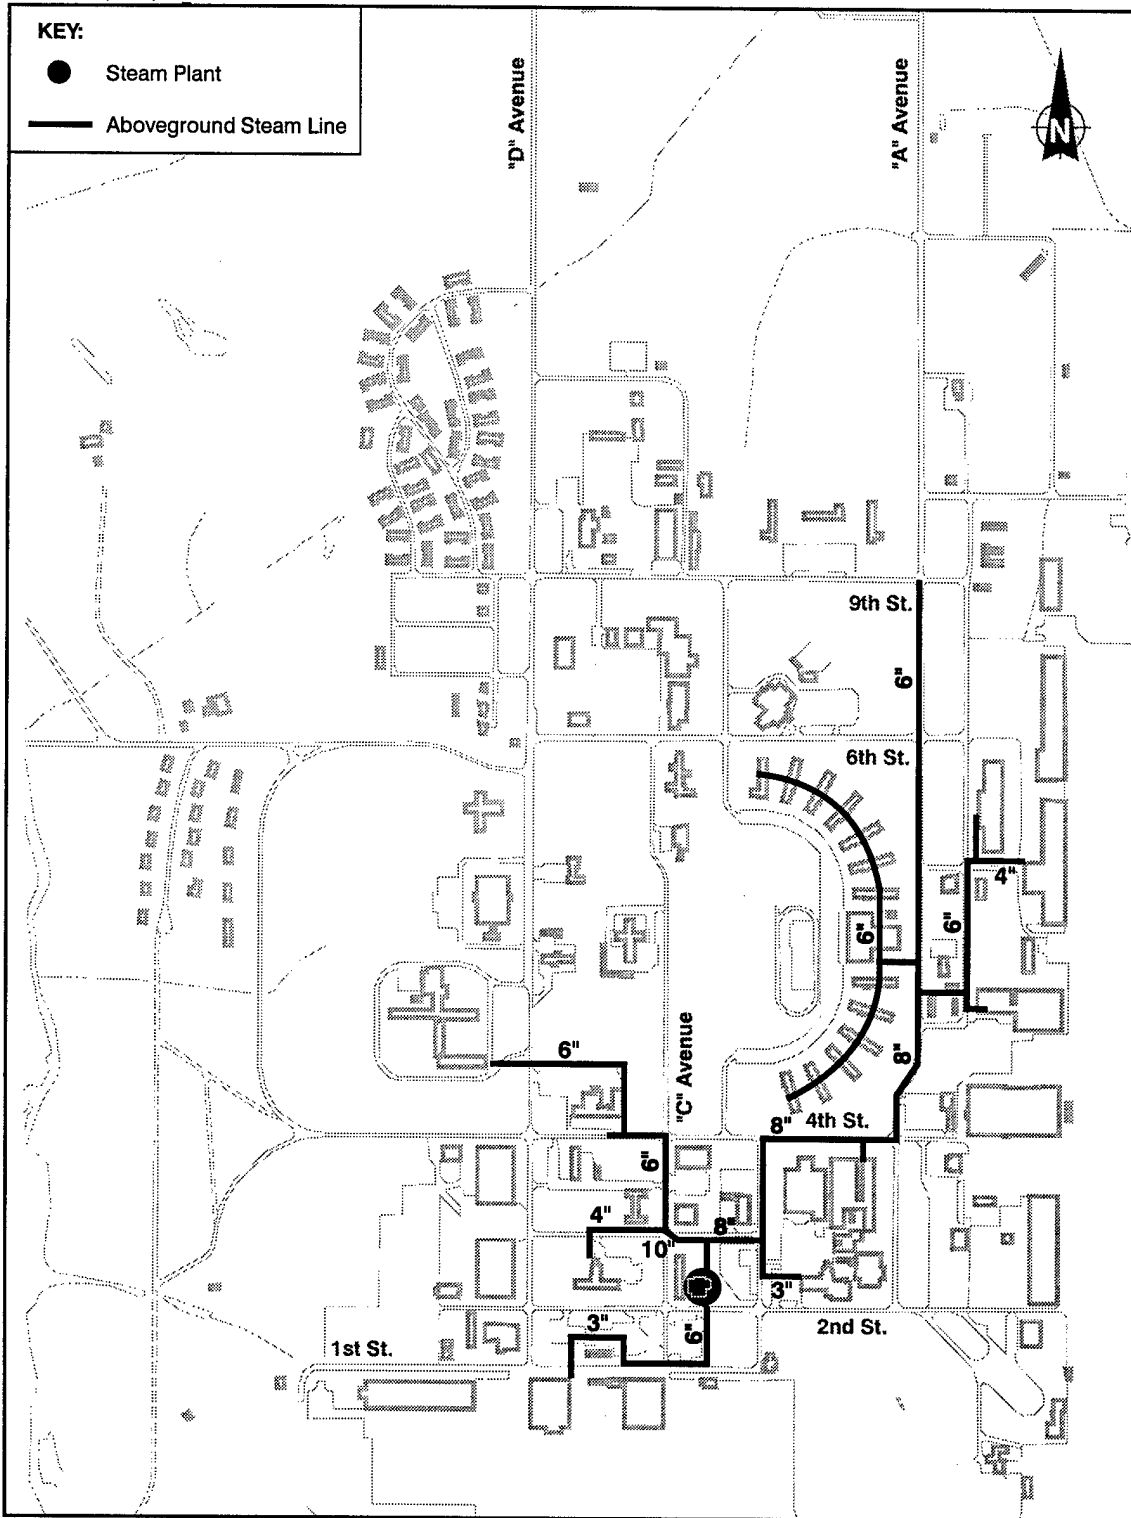 KEY:
Steam Plant
Aboveground Steam Line
"D" Avenue
"A" Avenue
N
9th St.
6"
6th St.
4"
6"
6"
8"
"C" Avenue
6"
4th St.
8"
6"
4"
8"
10"
3"
2nd St.
3"
6"
1st St.